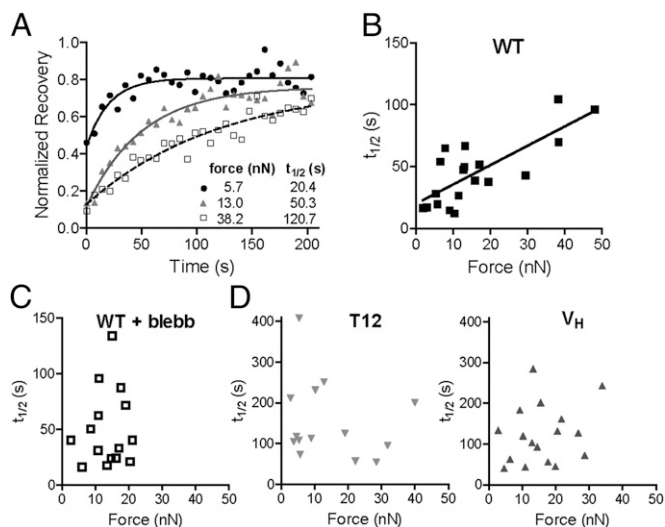 A
Normalized Recovery
1.0
0.8
0.6
0.4
0.2
0.0
0 50 100 150 200
Time (s)
force (nN) t1/2 (s)
5.7 20.4
13.0 50.3
38.2 120.7
B
WT
t1/2 (s)
150
100
50
0
0 10 20 30 40 50
Force (nN)
C
WT + blebb
t1/2 (s)
150
100
50
0
0 10 20 30 40 50
Force (nN)
D
T12
t1/2 (s)
400
300
200
100
0
0 10 20 30 40 50
Force (nN)
VH
t1/2 (s)
400
300
200
100
0
0 10 20 30 40 50
Force (nN)